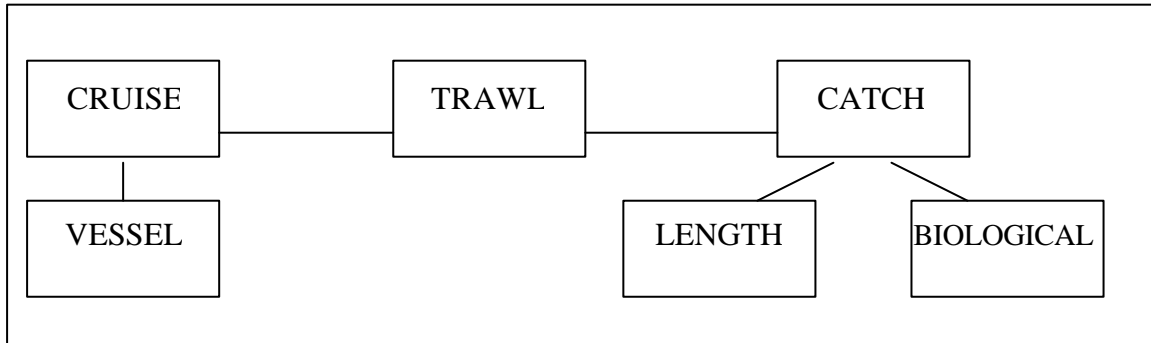 CRUISE
TRAWL
CATCH
VESSEL
LENGTH
BIOLOGICAL